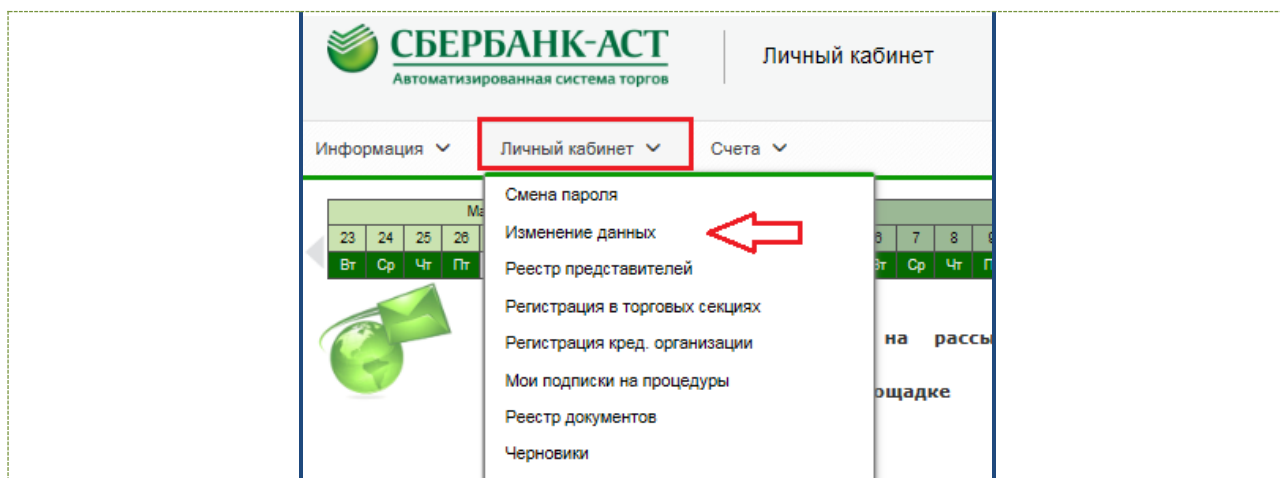 СБЕРБАНК-АСТ
Автоматизированная система торгов
Личный кабинет
Информация Личный кабинет Счета
Смена пароля
Изменение данных
Реестр представителей
Регистрация в торговых секциях
Регистрация кред. организации
Мои подписки на процедуры
Реестр документов
Черновики
23 24 25 26 7 8
Вт Ср Чт Пт Ср Чт
на